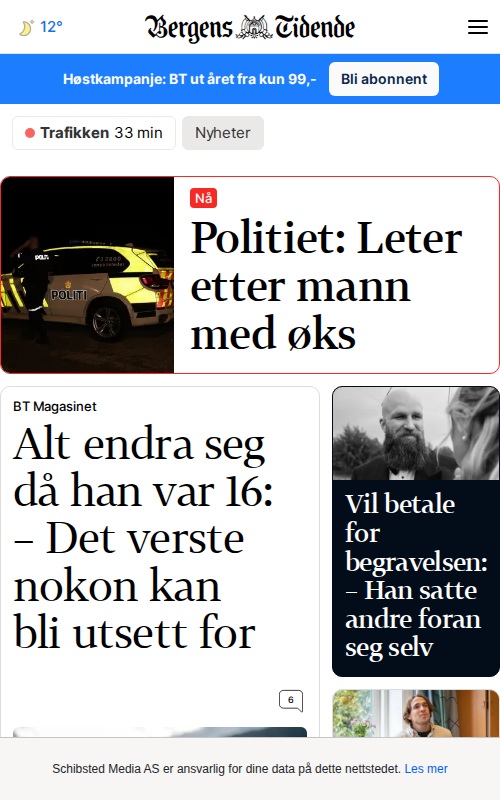 12°
Bergens Tidende
Høstkampanje: BT ut året fra kun 99,-
Bli abonnent
Trafikken 33 min
Nyheter
POLITI
Nå
Politiet: Leter
etter mann
med øks
BT Magasinet
Alt endra seg
då han var 16:
– Det verste
nokon kan
bli utsett for
6
Vil betale
for
begravelsen:
– Han satte
andre foran
seg selv
Schibsted Media AS er ansvarlig for dine data på dette nettstedet. Les mer